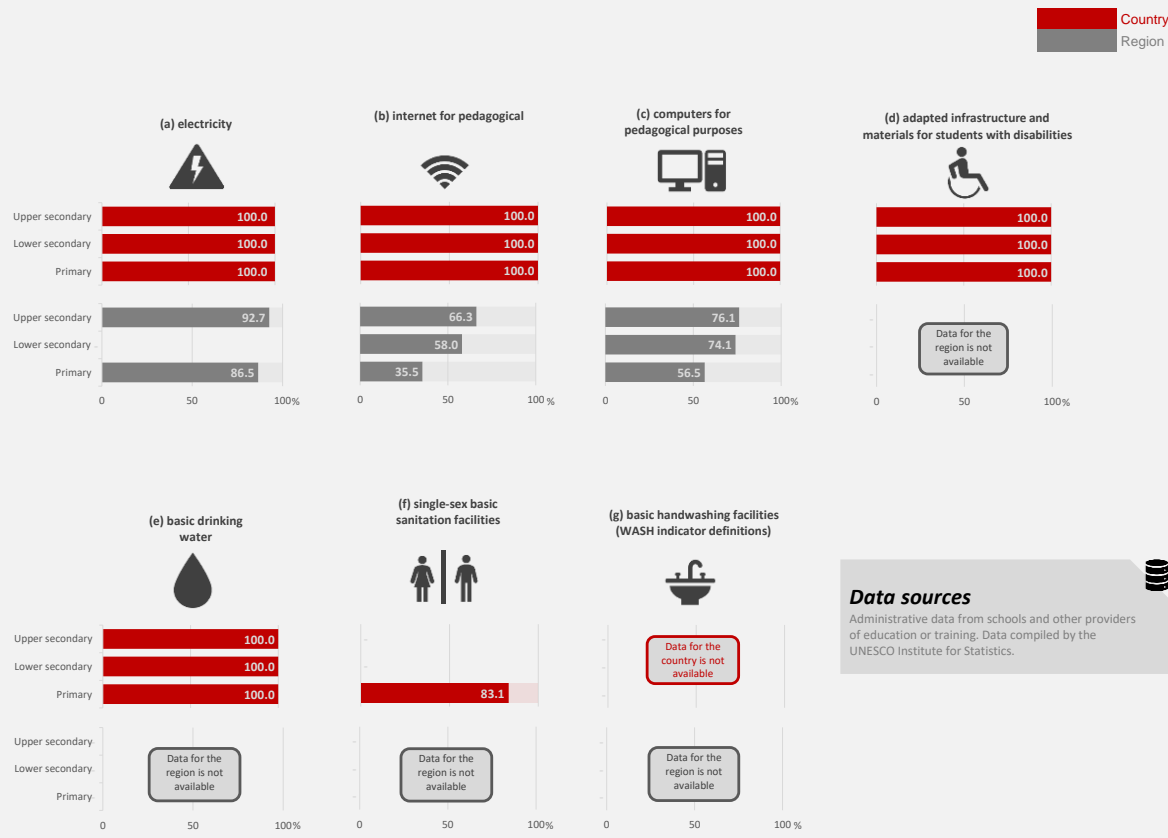 Country
Region
(a) electricity
Upper secondary
Lower secondary
Primary
100.0
100.0
100.0
Upper secondary
Lower secondary
Primary
92.7
86.5
0 50 100%
(b) internet for pedagogical
100.0
100.0
100.0
66.3
58.0
35.5
0 50 100%
(c) computers for
pedagogical purposes
100.0
100.0
100.0
76.1
74.1
56.5
0 50 100%
(d) adapted infrastructure and
materials for students with disabilities
100.0
100.0
100.0
Data for the
region is not
available
0 50 100%
(e) basic drinking
water
Upper secondary
Lower secondary
Primary
100.0
100.0
100.0
Upper secondary
Lower secondary
Primary
Data for the
region is not
available
0 50 100%
(f) single-sex basic
sanitation facilities
83.1
Data for the
region is not
available
0 50 100%
(g) basic handwashing facilities
(WASH indicator definitions)
Data for the
country is not
available
Data for the
region is not
available
0 50 100 %
Data sources
Administrative data from schools and other providers
of education or training. Data compiled by the
UNESCO Institute for Statistics.